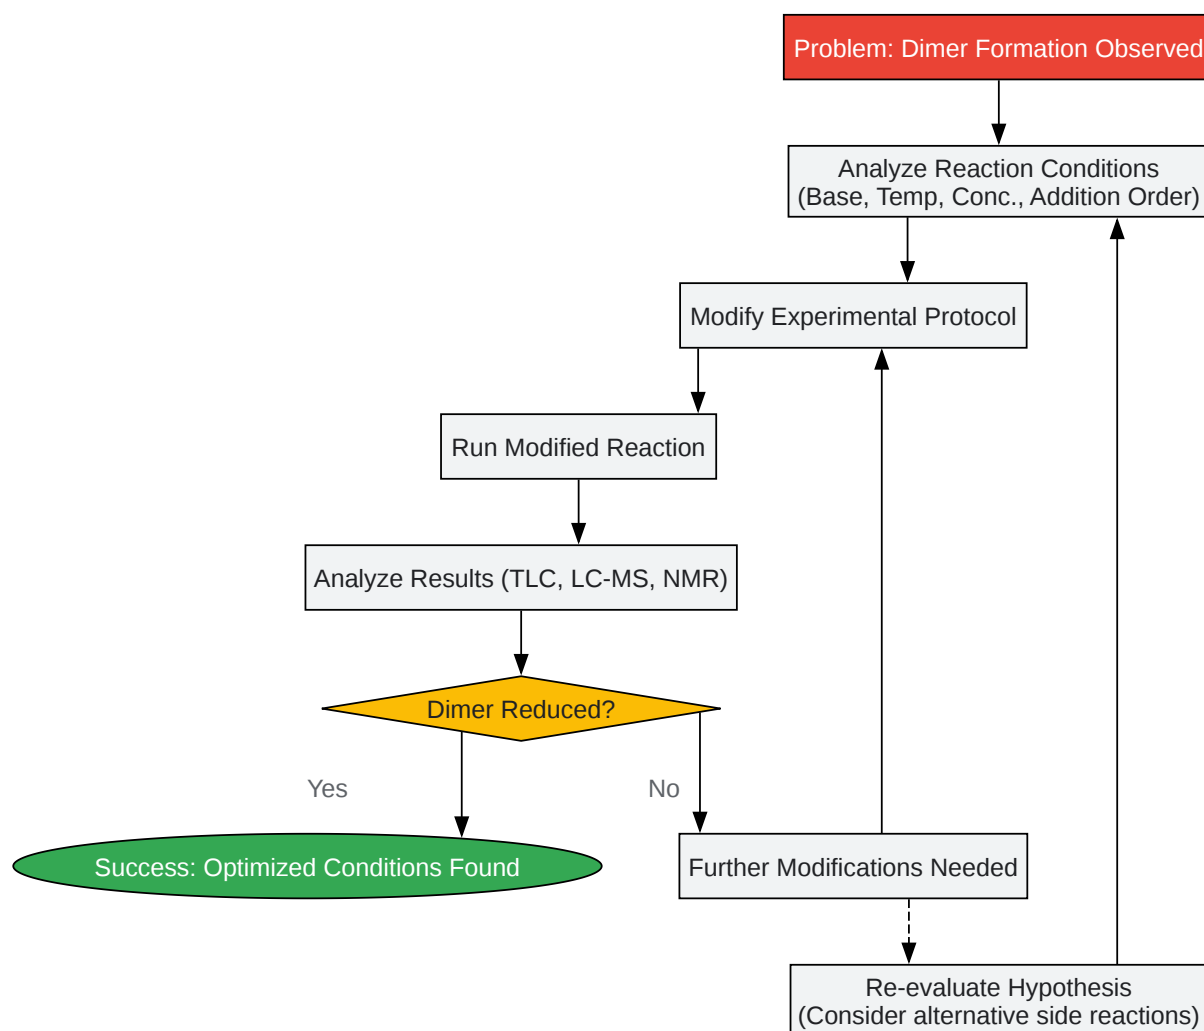 Problem: Dimer Formation Observed
Analyze Reaction Conditions
(Base, Temp, Conc., Addition Order)
Modify Experimental Protocol
Run Modified Reaction
Analyze Results (TLC, LC-MS, NMR)
Dimer Reduced?
Yes
No
Success: Optimized Conditions Found
Further Modifications Needed
Re-evaluate Hypothesis
(Consider alternative side reactions)